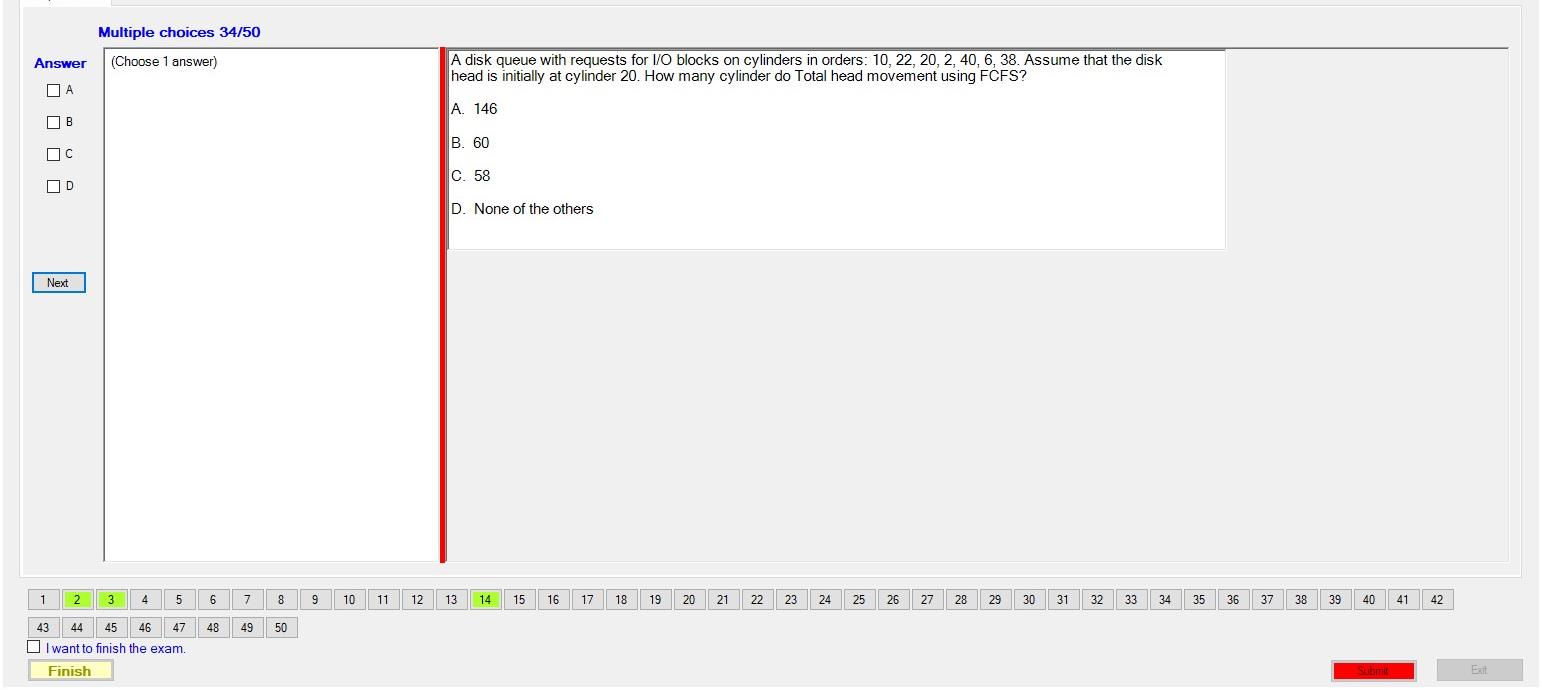 Multiple choices 34/50
Answer
(Choose 1 answer)
A
B
C
D
Next
A disk queue with requests for I/O blocks on cylinders in orders: 10, 22, 20, 2, 40, 6, 38. Assume that the disk
head is initially at cylinder 20. How many cylinder do Total head movement using FCFS?
A. 146
B. 60
C. 58
D. None of the others
1 2 3 4 5 6 7 8 9 10 11 12 13 14 15 16 17 18 19 20 21 22 23 24 25 26 27 28 29 30 31 32 33 34 35 36 37 38 39 40 41 42
43 44 45 46 47 48 49 50
I want to finish the exam.
Finish
Submit
Exit